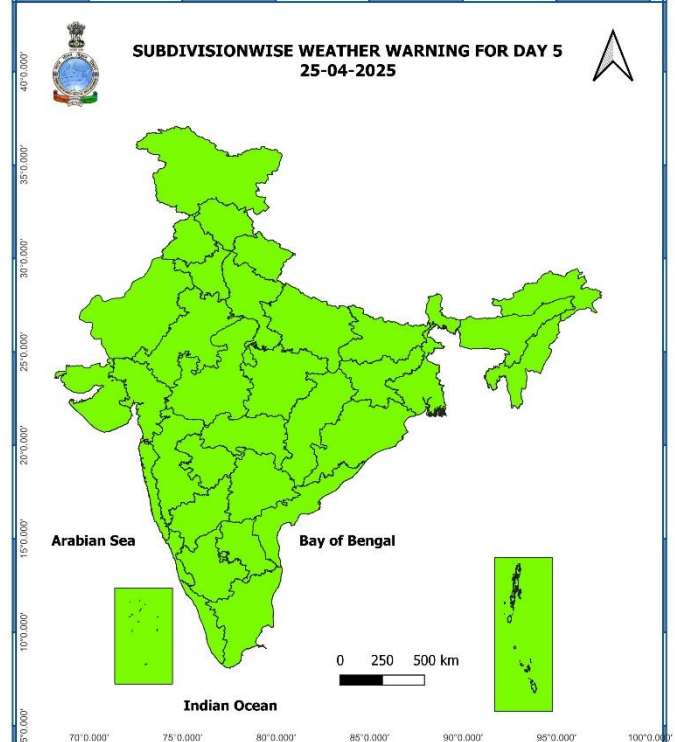 SUBDIVISIONWISE WEATHER WARNING FOR DAY 5
25-04-2025
40°0.000'
35°0.000'
30°0.000'
25°0.000'
20°0.000'
15°0.000'
10°0.000'
5°0.000'
Arabian Sea
Bay of Bengal
0 250 500 km
Indian Ocean
70°0.000' 75°0.000' 80°0.000' 85°0.000' 90°0.000' 95°0.000' 100°0.000'